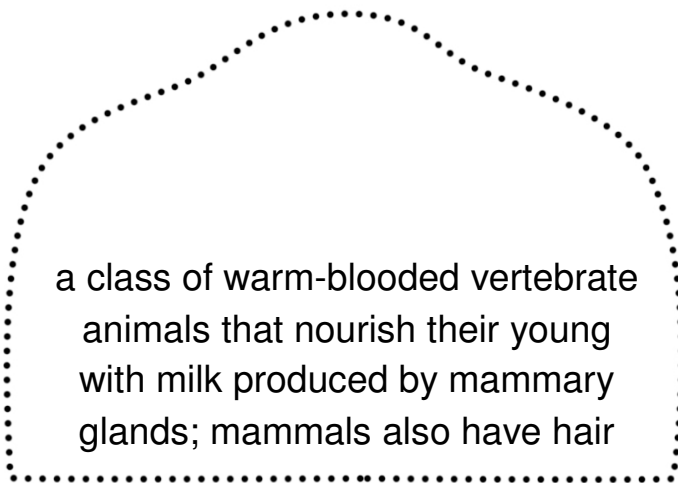 a class of warm-blooded vertebrate
animals that nourish their young
with milk produced by mammary
glands; mammals also have hair